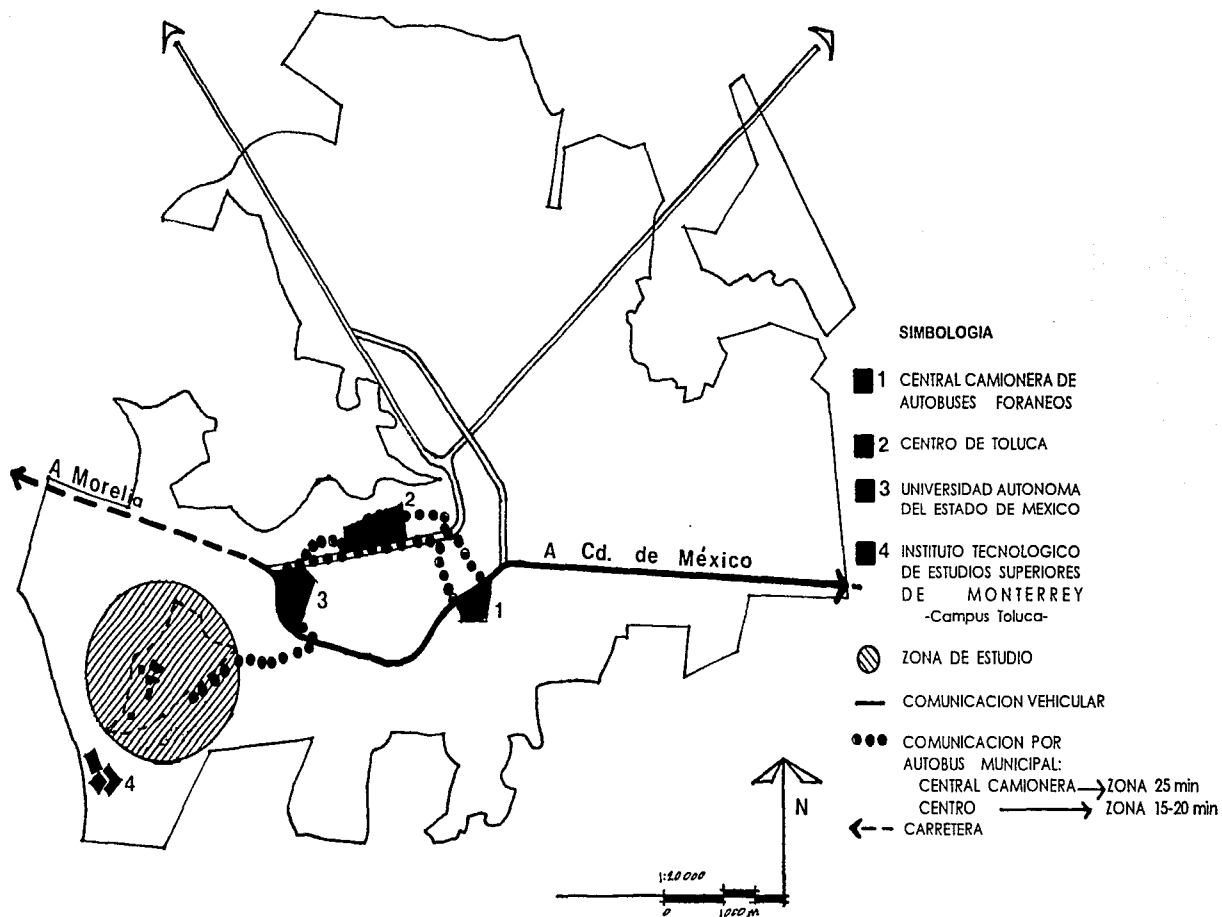 SIMBOLOGIA
1 CENTRAL CAMIONERA DE
AUTOBUSES FORANEOS
2 CENTRO DE TOLUCA
3 UNIVERSIDAD AUTONOMA
DEL ESTADO DE MEXICO
4 INSTITUTO TECNOLOGICO
DE ESTUDIOS SUPERIORES
DE MONTERREY
-Campus Toluca-
ZONA DE ESTUDIO
COMUNICACION VEHICULAR
COMUNICACION POR
AUTOBUS MUNICIPAL:
CENTRAL CAMIONERA → ZONA 25 min
CENTRO → ZONA 15-20 min
CARRETERA
A Morelia
2
A Cd. de México
3
1
4
N
1:20000
0 1000 m